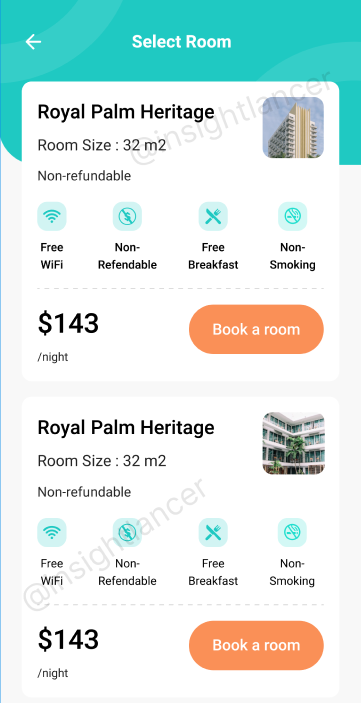 Select Room
Royal Palm Heritage
Room Size : 32 m2
Non-refundable
Free WiFi
Non-Refendable
Free Breakfast
Non-Smoking
$143
/night
Book a room
@insightlancer
Royal Palm Heritage
Room Size : 32 m2
Non-refundable
Free WiFi
Non-Refendable
Free Breakfast
Non-Smoking
$143
/night
Book a room
@insightlancer